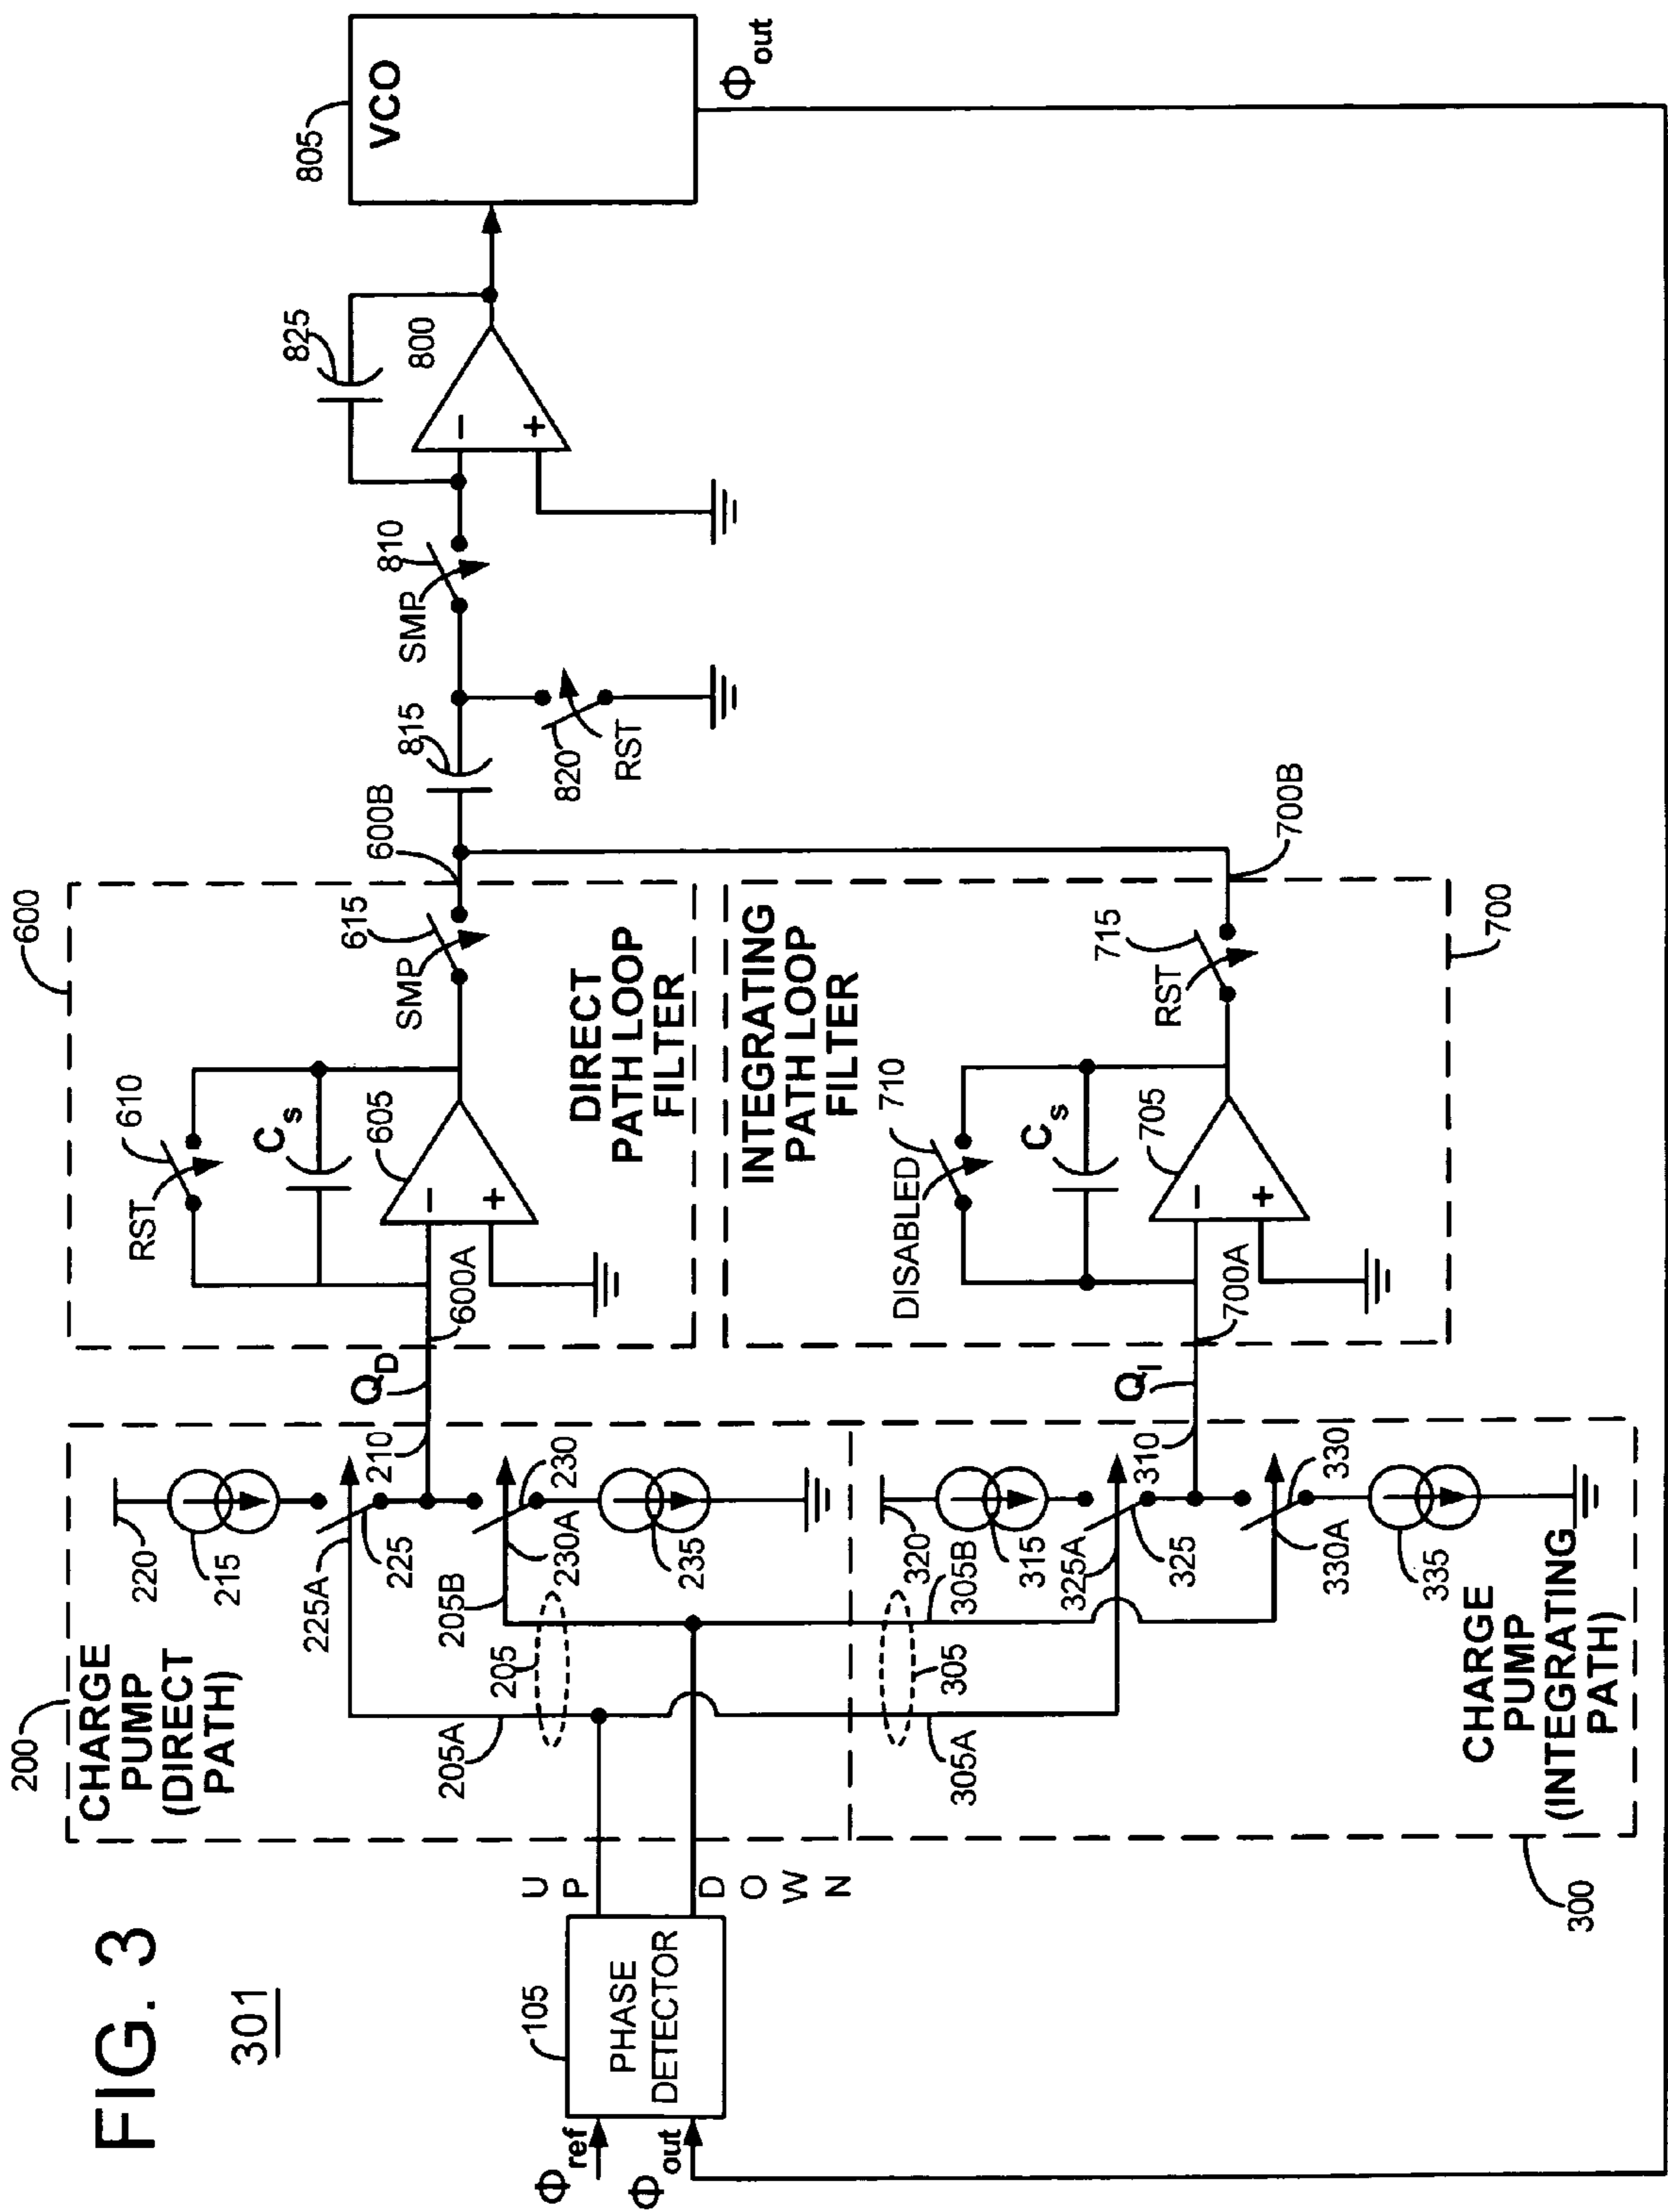 FIG. 3
301
Φref
Φout
105
PHASE
DETECTOR
UP
DOWN
200
CHARGE
PUMP
(DIRECT
PATH)
220
215
225A
225
210
205B
230
230A
235
205
205A
QD
300
CHARGE
PUMP
(INTEGRATING
PATH)
305
305A
305B
320
315
325A
325
310
330
330A
335
QI
600
600A
RST
610
Cs
605
SMP
615
600B
DIRECT
PATH LOOP
FILTER
INTEGRATING
PATH LOOP
FILTER
700
700A
DISABLED
710
Cs
705
RST
715
700B
815
820
RST
SMP
810
825
800
805
VCO
Φout
−
+
−
+
−
+